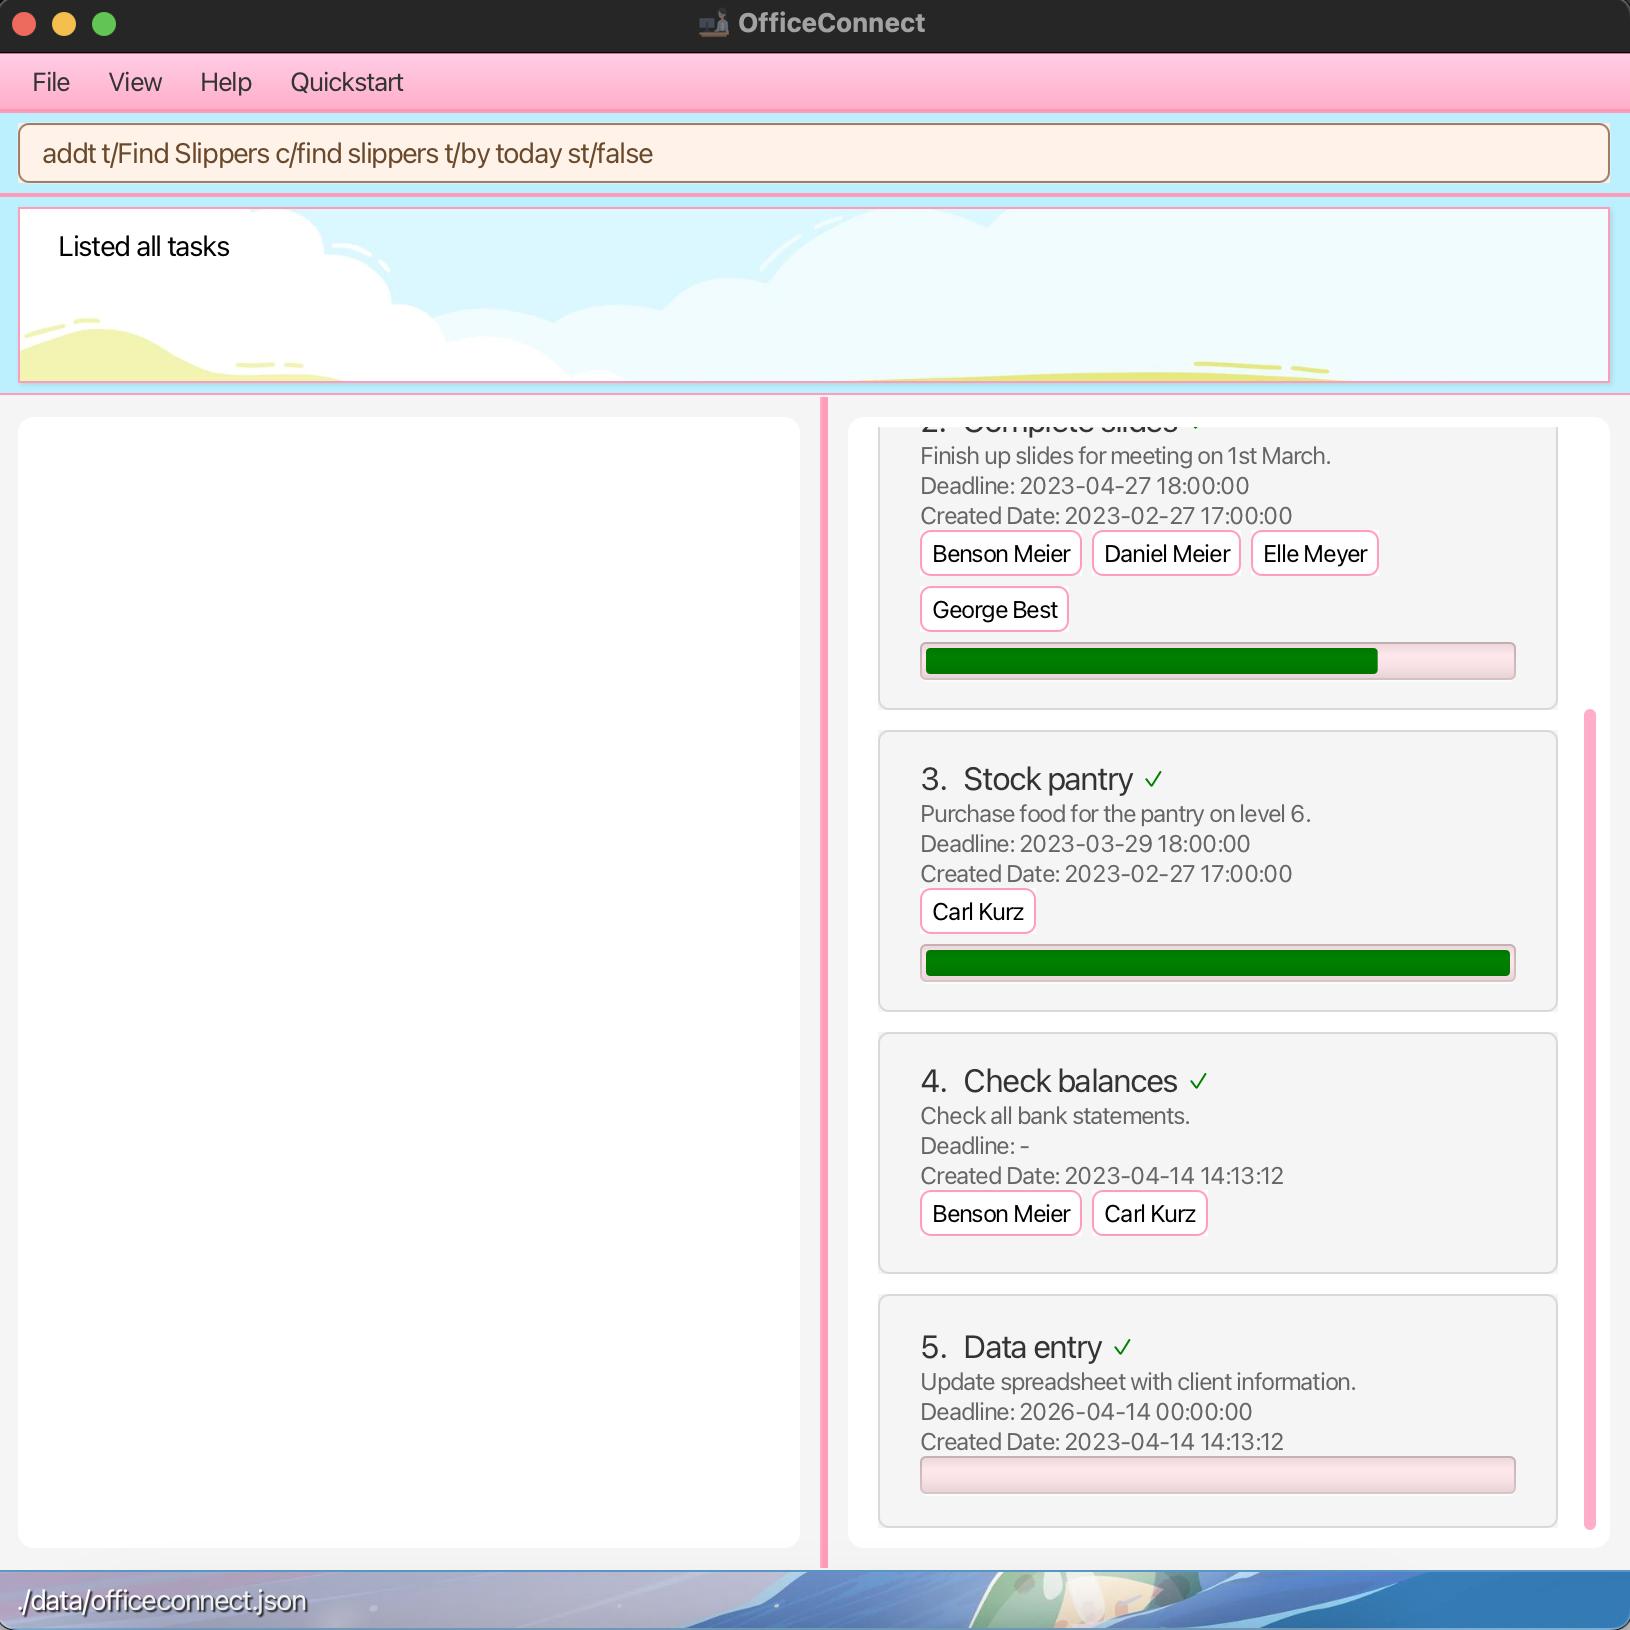 OfficeConnect
File View Help Quickstart
addt t/Find Slippers c/find slippers t/by today st/false
Listed all tasks
2. Complete slides
Finish up slides for meeting on 1st March.
Deadline: 2023-04-27 18:00:00
Created Date: 2023-02-27 17:00:00
Benson Meier Daniel Meier Elle Meyer
George Best
3. Stock pantry ✓
Purchase food for the pantry on level 6.
Deadline: 2023-03-29 18:00:00
Created Date: 2023-02-27 17:00:00
Carl Kurz
4. Check balances ✓
Check all bank statements.
Deadline: -
Created Date: 2023-04-14 14:13:12
Benson Meier Carl Kurz
5. Data entry ✓
Update spreadsheet with client information.
Deadline: 2026-04-14 00:00:00
Created Date: 2023-04-14 14:13:12
./data/officeconnect.json